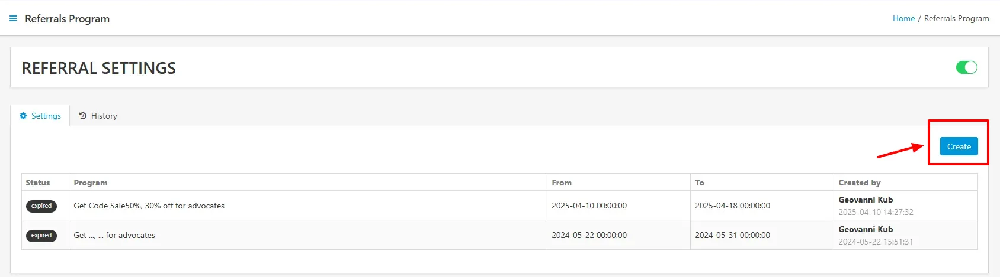 Referrals Program
Home / Referrals Program
REFERRAL SETTINGS
Settings History
Create
Status Program From To Created by
expired Get Code Sale50%, 30% off for advocates 2025-04-10 00:00:00 2025-04-18 00:00:00 Geovanni Kub
2025-04-10 14:27:32
expired Get ..., ... for advocates 2024-05-22 00:00:00 2024-05-31 00:00:00 Geovanni Kub
2024-05-22 15:51:31